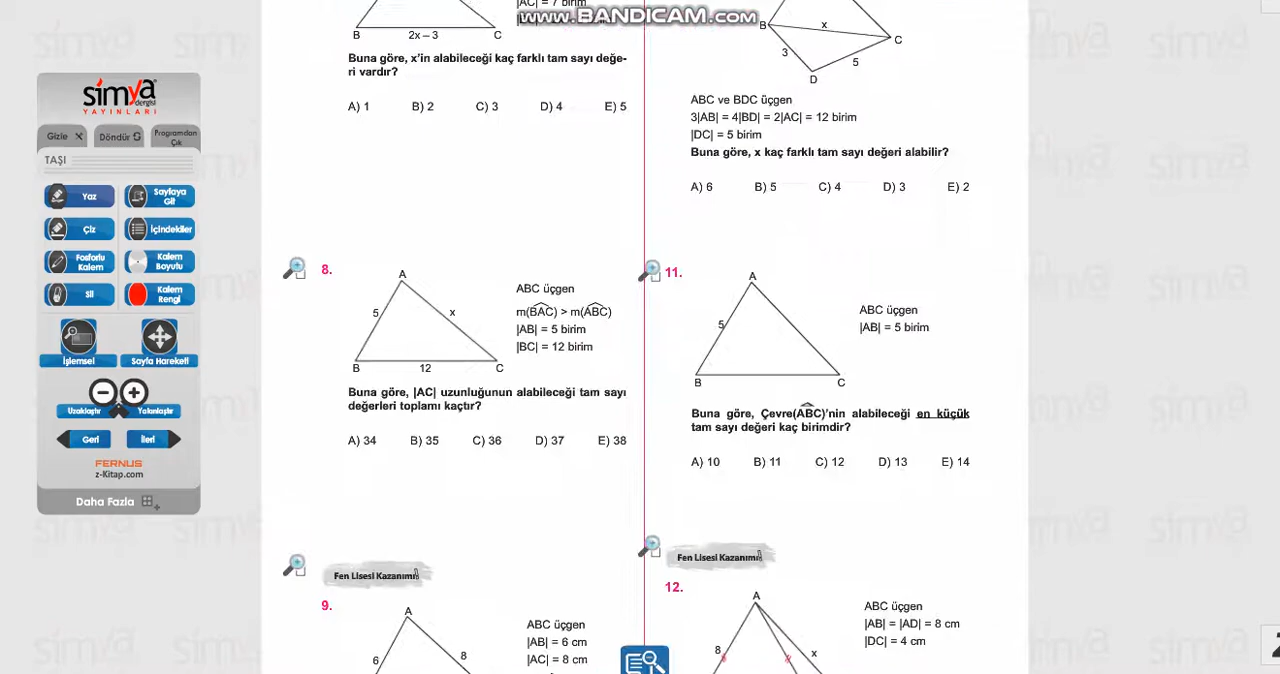 www.BANDICAM.com
simya
dergisi
YAYINLARI
Gizle
Döndür
Programdan
Çık
TAŞI
Yaz
Sayfaya
Git
Çiz
İçindekiler
Fosforlu
Kalem
Kalem
Boyutu
Sil
Kalem
Rengi
İşlemsel
Sayfa Hareketi
Uzaklaştır
Yakınlaştır
Geri
İleri
FERNUS
z-Kitap.com
Daha Fazla
|AC| = 7 birim
B 2x – 3 C
Buna göre, x'in alabileceği kaç farklı tam sayı değe-
ri vardır?
A) 1 B) 2 C) 3 D) 4 E) 5
8.
A
5 x
B 12 C
ABC üçgen
m(BAC) > m(ABC)
|AB| = 5 birim
|BC| = 12 birim
Buna göre, |AC| uzunluğunun alabileceği tam sayı
değerleri toplamı kaçtır?
A) 34 B) 35 C) 36 D) 37 E) 38
Fen Lisesi Kazanımı
9.
A
6 8
ABC üçgen
|AB| = 6 cm
|AC| = 8 cm
B x C
3 5
D
ABC ve BDC üçgen
3|AB| = 4|BD| = 2|AC| = 12 birim
|DC| = 5 birim
Buna göre, x kaç farklı tam sayı değeri alabilir?
A) 6 B) 5 C) 4 D) 3 E) 2
11.
A
5
B C
ABC üçgen
|AB| = 5 birim
Buna göre, Çevre(ABC)'nin alabileceği en küçük
tam sayı değeri kaç birimdir?
A) 10 B) 11 C) 12 D) 13 E) 14
Fen Lisesi Kazanımı
12.
A
8 x
ABC üçgen
|AB| = |AD| = 8 cm
|DC| = 4 cm